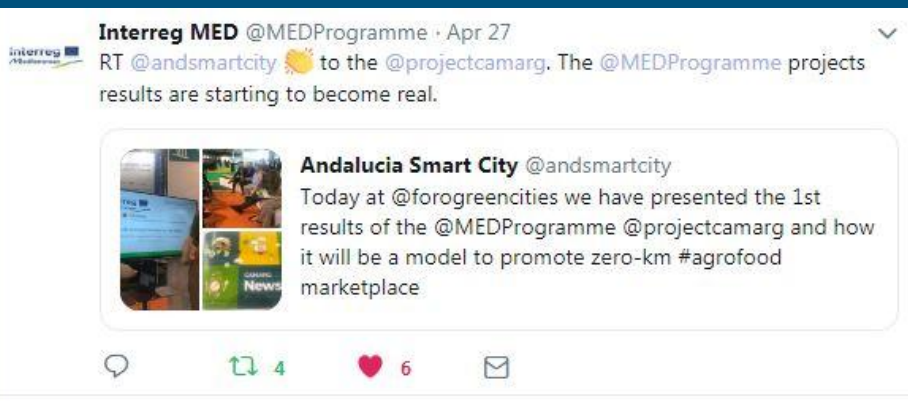 Interreg MED @MEDProgramme · Apr 27
Interreg
RT @andsmartcity 👏 to the @projectcamarg. The @MEDProgramme projects
results are starting to become real.
Andalucia Smart City @andsmartcity
Today at @forogreencities we have presented the 1st
results of the @MEDProgramme @projectcamarg and how
it will be a model to promote zero-km #agrofood
marketplace
News
4 6